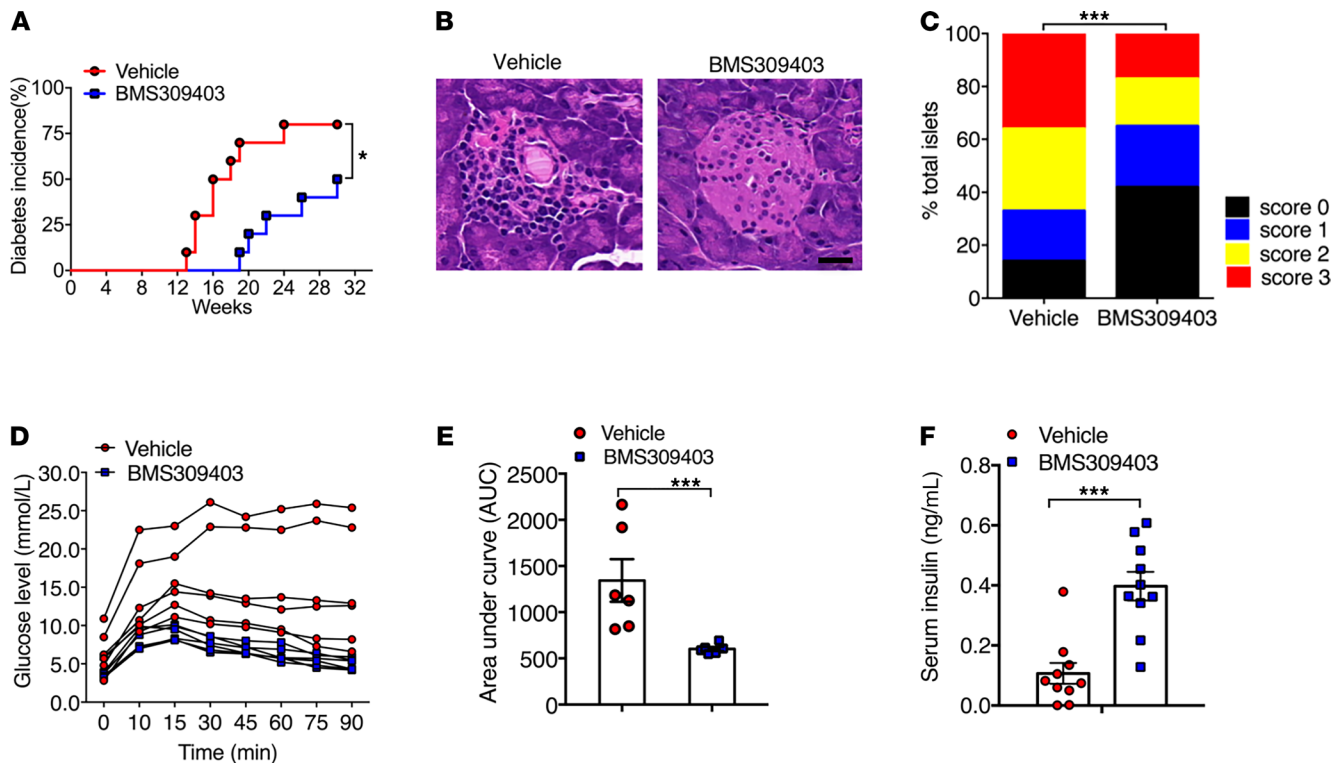 A
Vehicle
BMS309403
Diabetes incidence(%)
100
75
50
25
0
*
0 4 8 12 16 20 24 28 32
Weeks
B
Vehicle BMS309403
C
***
% total islets
100
80
60
40
20
0
Vehicle BMS309403
score 0
score 1
score 2
score 3
D
Vehicle
BMS309403
Glucose level (mmol/L)
30.0
25.0
20.0
15.0
10.0
5.0
0.0
0 10 15 30 45 60 75 90
Time (min)
E
Vehicle
BMS309403
Area under curve (AUC)
2500
2000
1500
1000
500
0
***
F
Vehicle
BMS309403
Serum insulin (ng/mL)
0.8
0.6
0.4
0.2
0.0
***